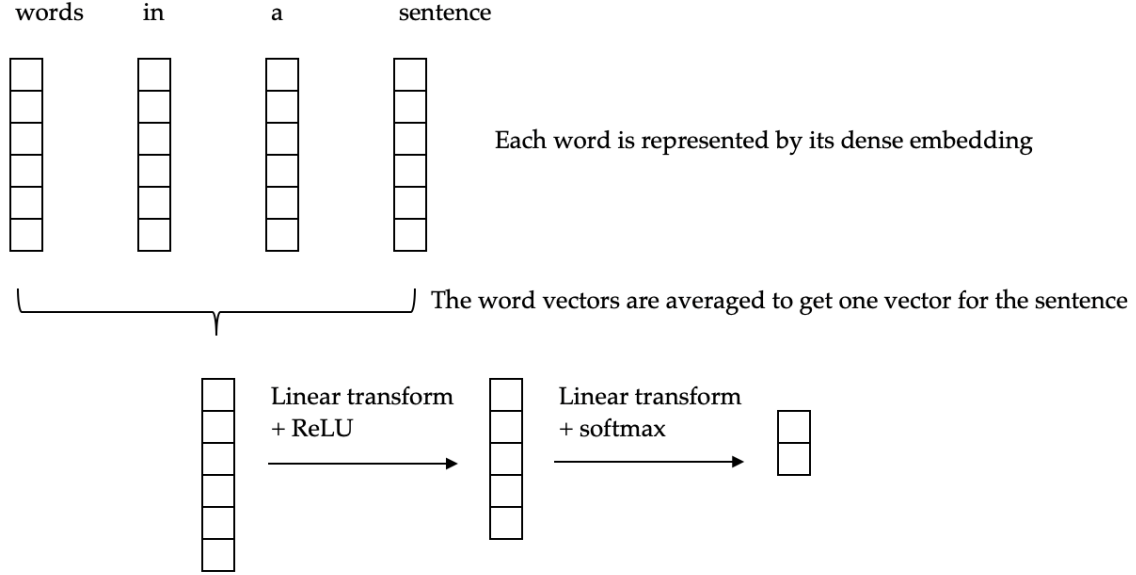 words in a sentence
Each word is represented by its dense embedding
The word vectors are averaged to get one vector for the sentence
Linear transform
+ ReLU
Linear transform
+ softmax